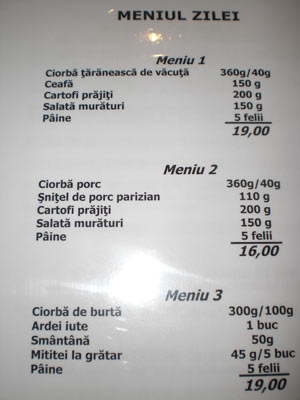 MENIUL ZILEI
Meniu 1
Ciorbă ţărănească de văcuţă 360g/40g
Ceafă 150 g
Cartofi prăjiţi 200 g
Salată murături 150 g
Pâine 5 felii
19,00
Meniu 2
Ciorbă porc 360g/40g
Şniţel de porc parizian 110 g
Cartofi prăjiţi 200 g
Salată murături 150 g
Pâine 5 felii
16,00
Meniu 3
Ciorbă de burtă 300g/100g
Ardei iute 1 buc
Smântână 50g
Mititei la grătar 45 g/5 buc
Pâine 5 felii
19,00